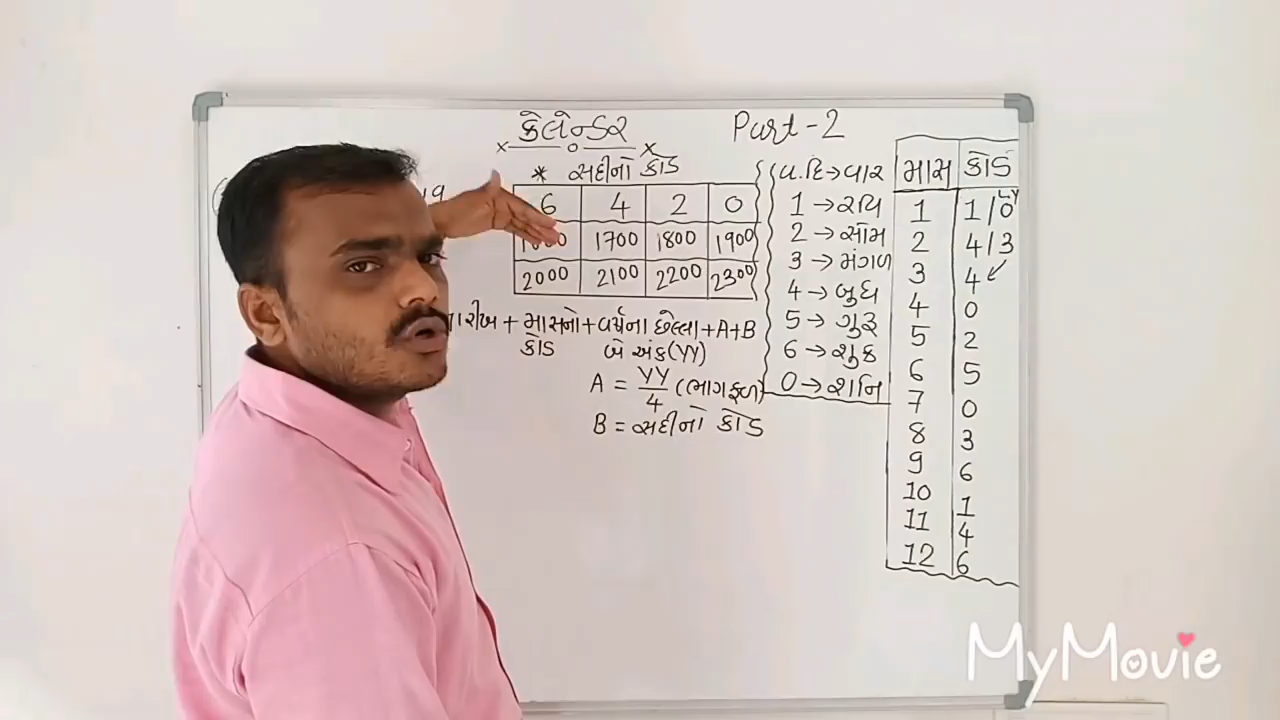 કેલેન્ડર
Part-2
×——o——×
* સદીનો કોડ
19
6 4 2 0
1600 1700 1800 1900
2000 2100 2200 2300
તારીખ + માસનો + વર્ષના છેલ્લા + A+B
કોડ બે અંક (YY)
A = YY/4 (ભાગફળ)
B = સદીનો કોડ
વ.દિ→વાર
1→રવિ
2→સોમ
3→મંગળ
4→બુધ
5→ગુરૂ
6→શુક્ર
0→શનિ
માસ કોડ
LY
1 1/0
2 4/3
3 4
4 0
5 2
6 5
7 0
8 3
9 6
10 1
11 4
12 6
MyMovie